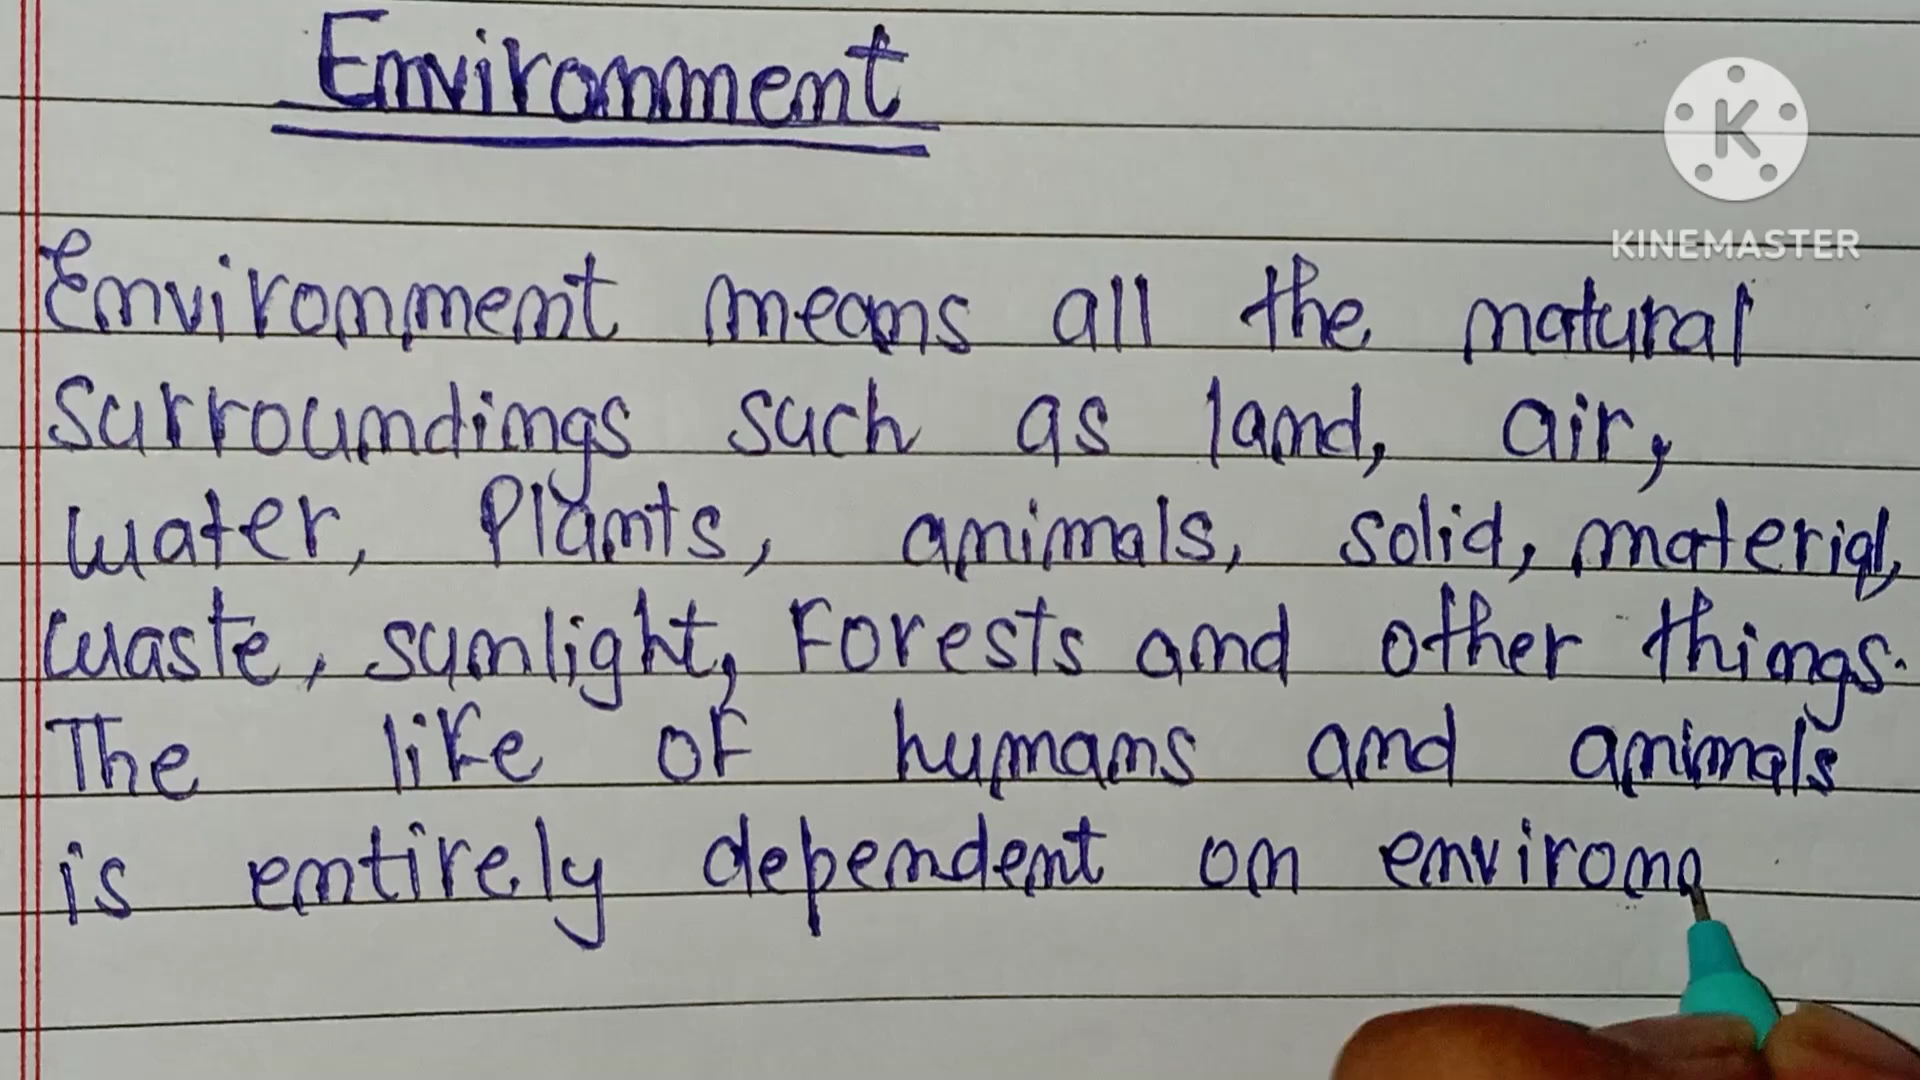 Environment
KINEMASTER
Environment means all the natural
surroundings such as land, air,
water, Plants, animals, solid, material,
waste, sunlight, Forests and other things.
The life of humans and animals
is entirely dependent on environ